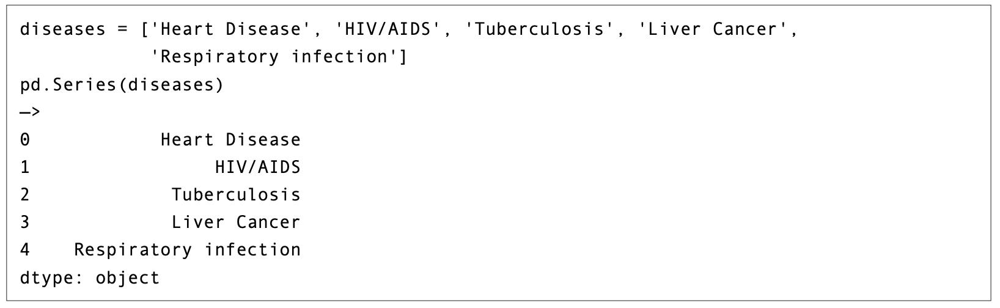 diseases = ['Heart Disease', 'HIV/AIDS', 'Tuberculosis', 'Liver Cancer',
            'Respiratory infection']
pd.Series(diseases)
—>
0            Heart Disease
1                 HIV/AIDS
2             Tuberculosis
3             Liver Cancer
4    Respiratory infection
dtype: object